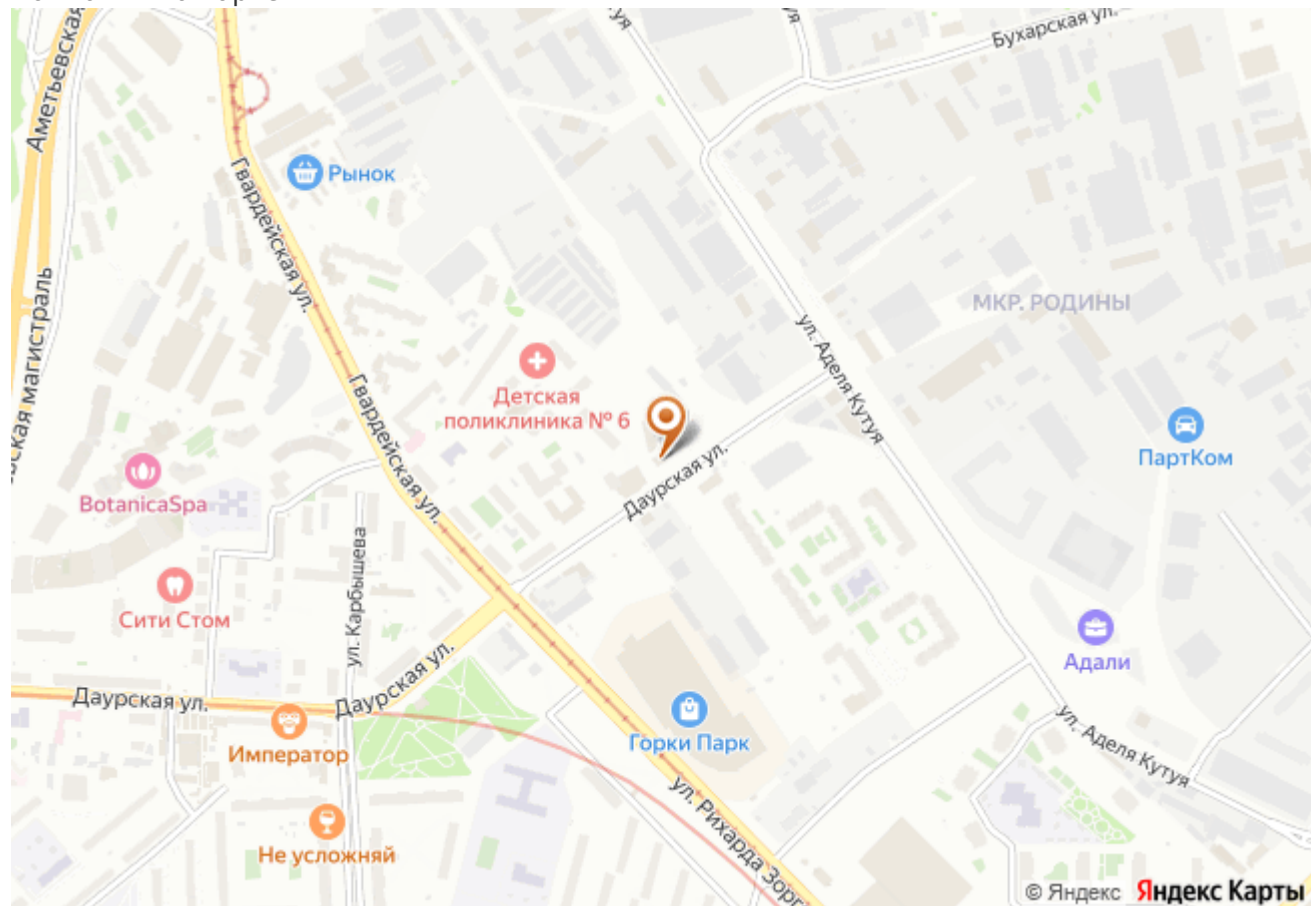 Бухарская ул.
Аметьевская
Рынок
Гвардейская ул.
МКР. РОДИНЫ
ул. Аделя Кутуя
Детская
поликлиника № 6
Гвардейская ул.
ПартКом
BotanicaSpa
Даурская ул.
ул. Карбышева
Сити Стом
Адали
Даурская ул.
Даурская ул.
Император
Горки Парк
ул. Аделя Кутуя
ул. Рихарда Зорг
Не усложняй
© Яндекс Яндекс Карты